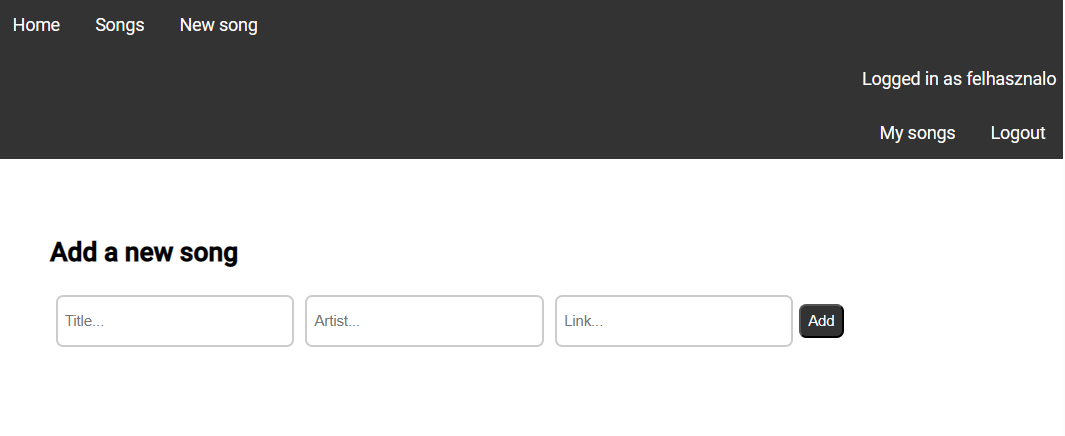 Home Songs New song
Logged in as felhasznalo
My songs Logout
Add a new song
Title... Artist... Link... Add